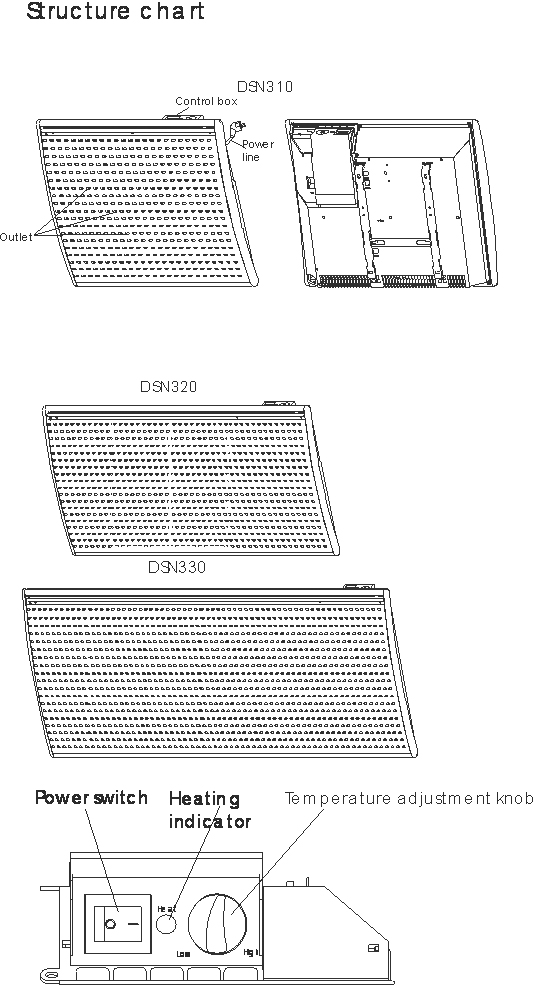 Structure chart
DSN310
Control box
Power
line
Outlet
DSN320
DSN330
Power switch
Heating
indicator
Temperature adjustment knob
Heat
Low
High